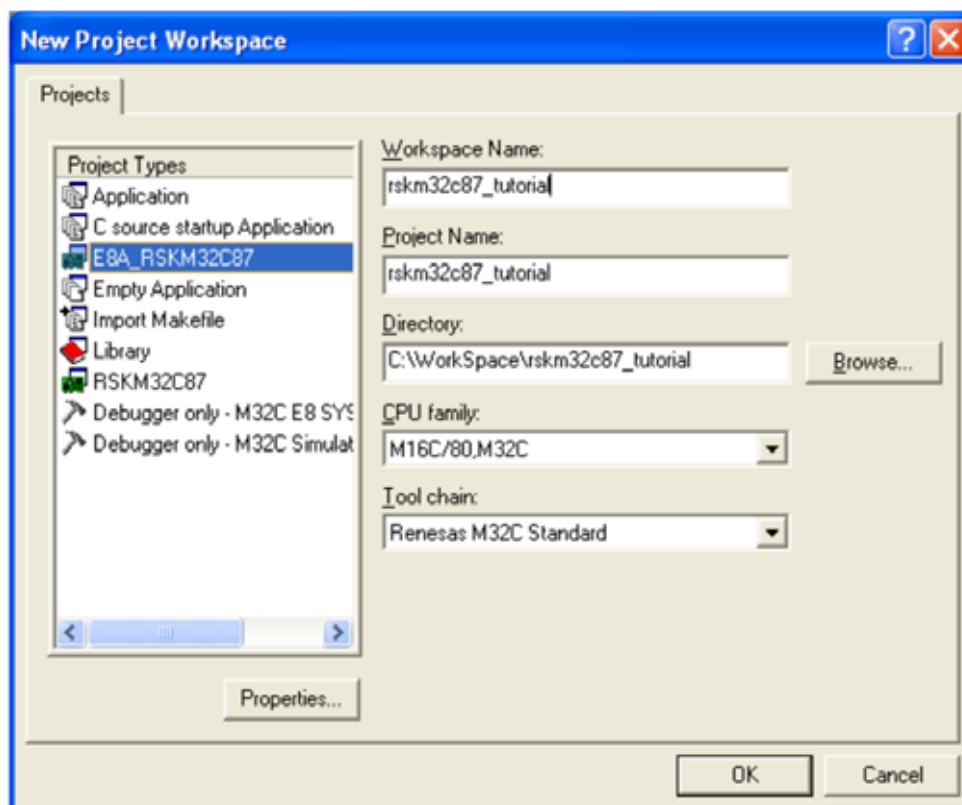 New Project Workspace
Projects
Project Types
Application
C source startup Application
E8A_RSKM32C87
Empty Application
Import Makefile
Library
RSKM32C87
Debugger only - M32C E8 SYS
Debugger only - M32C Simulat
Properties...
Workspace Name:
rskm32c87_tutorial
Project Name:
rskm32c87_tutorial
Directory:
C:\WorkSpace\rskm32c87_tutorial
Browse...
CPU family:
M16C/80,M32C
Tool chain:
Renesas M32C Standard
OK
Cancel